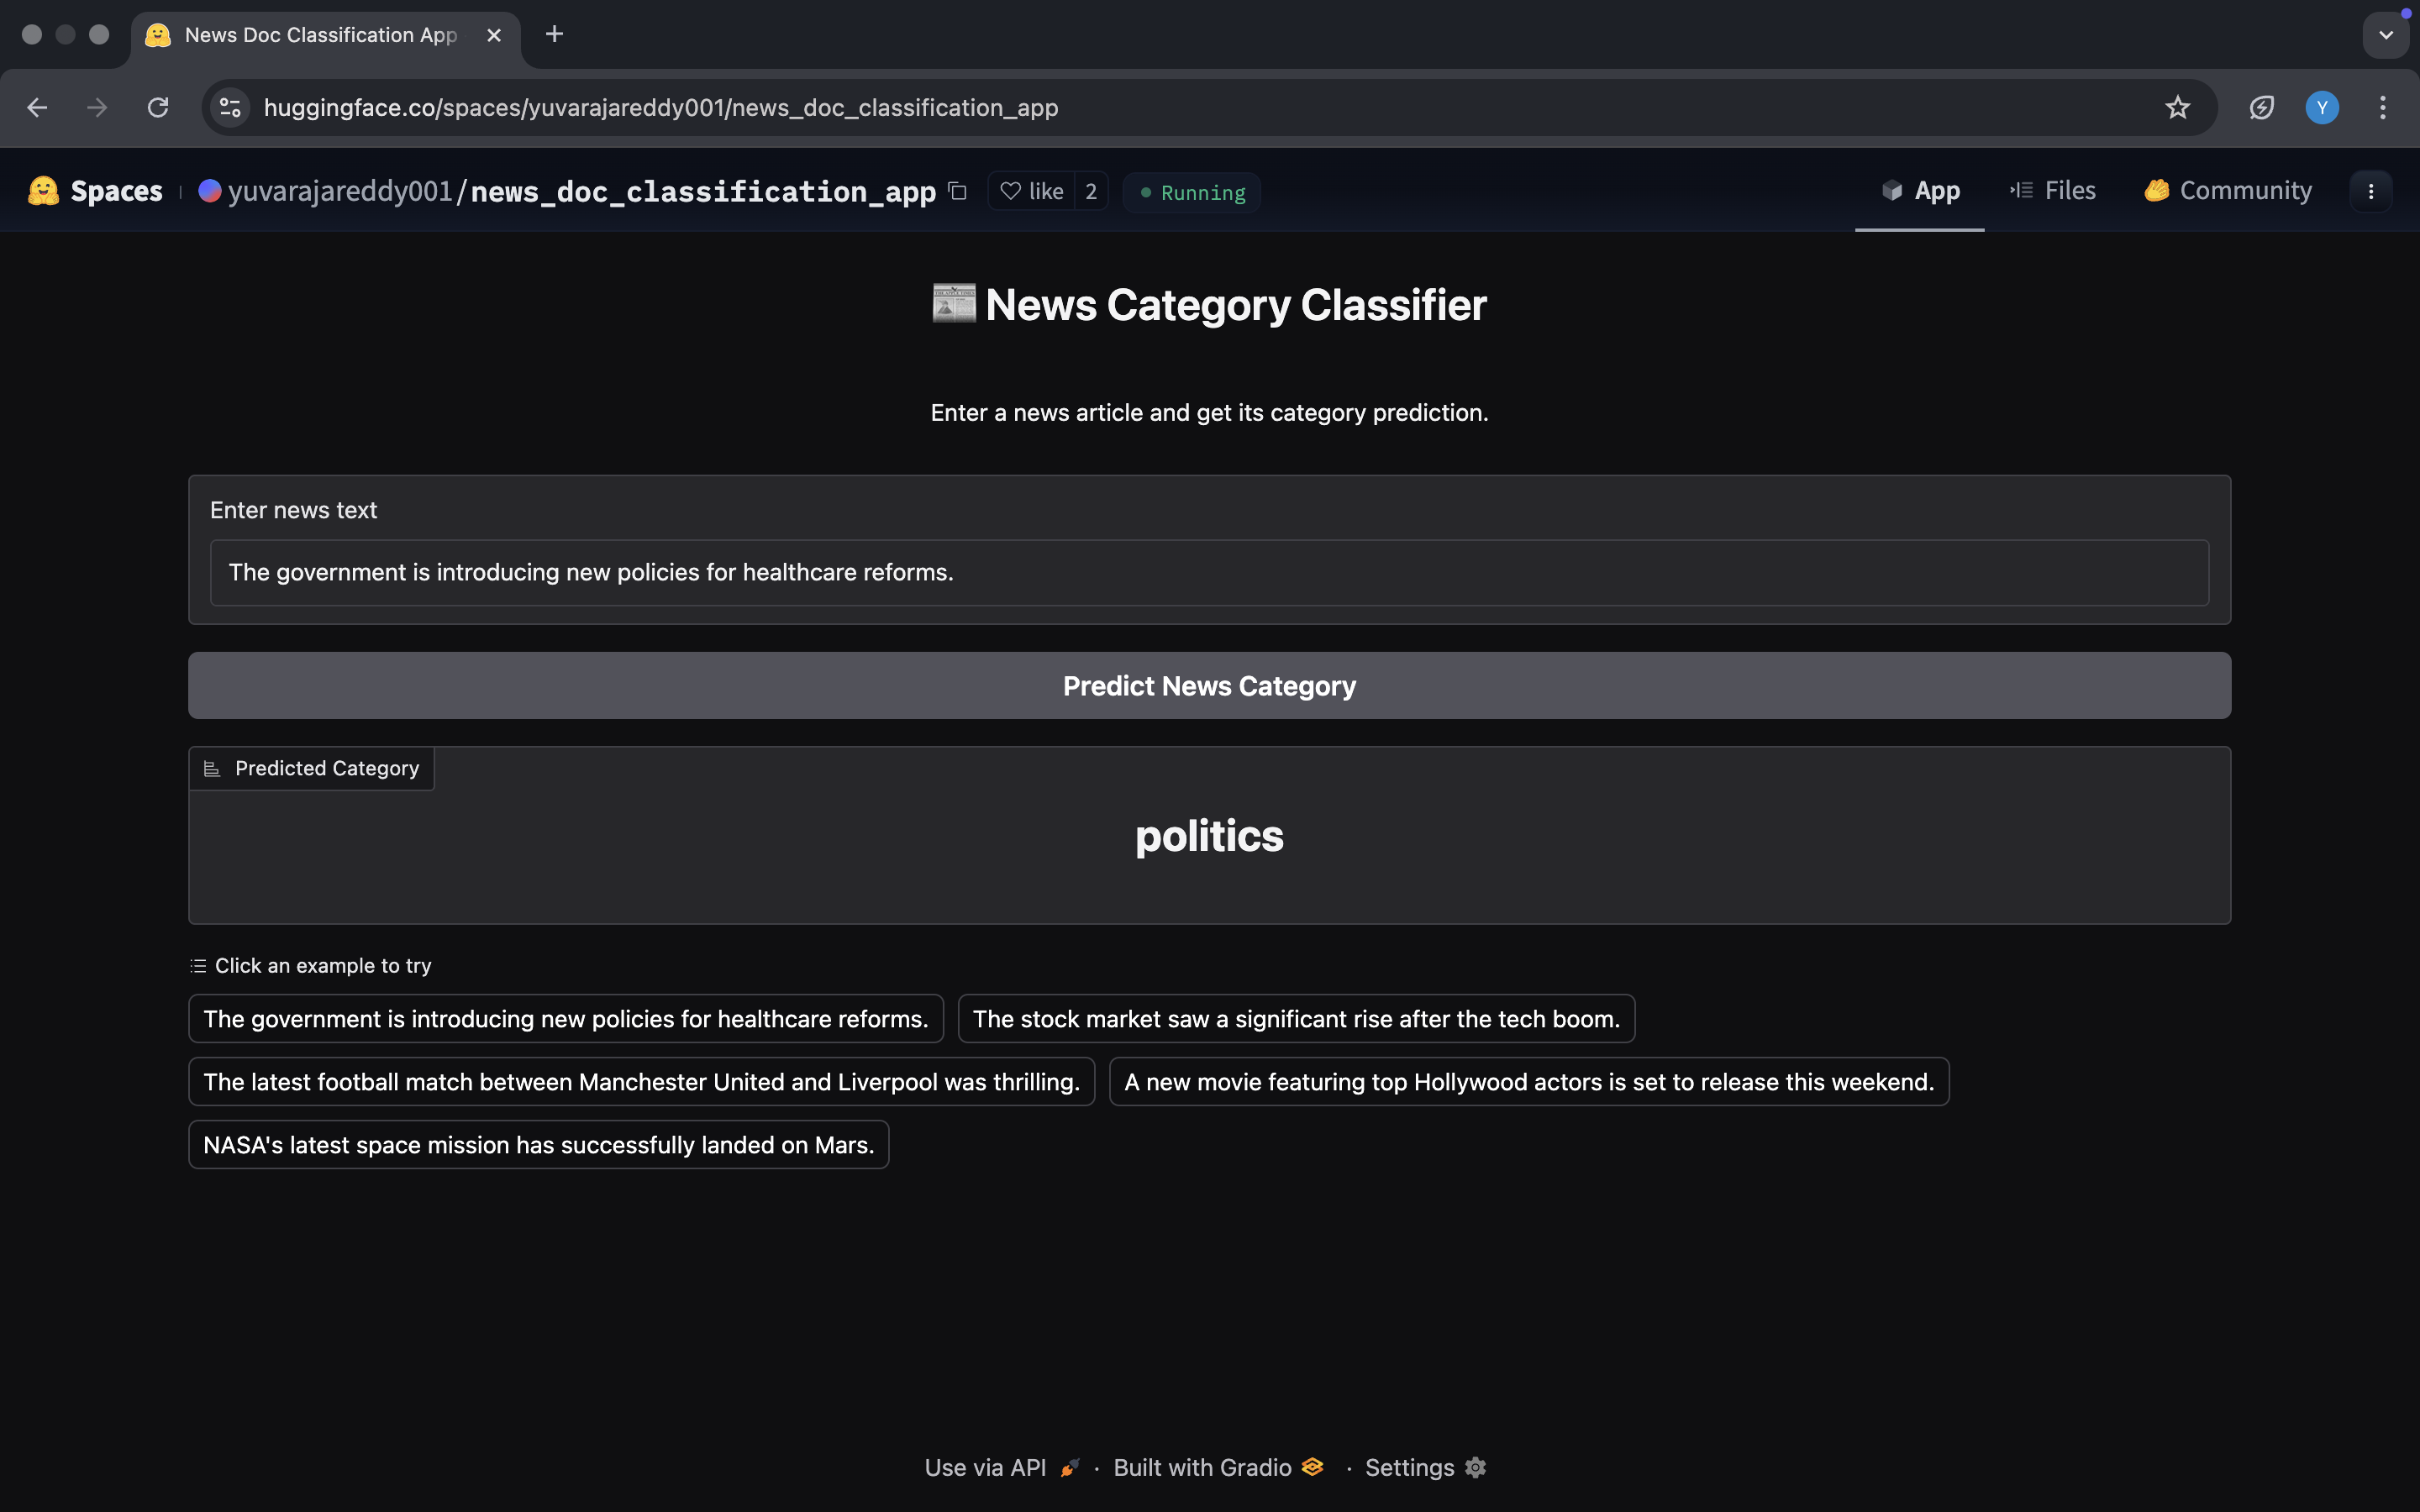 News Doc Classification App
huggingface.co/spaces/yuvarajareddy001/news_doc_classification_app
Y
Spaces
yuvarajareddy001/news_doc_classification_app
like 2
Running
App
Files
Community
News Category Classifier
Enter a news article and get its category prediction.
Enter news text
The government is introducing new policies for healthcare reforms.
Predict News Category
Predicted Category
politics
Click an example to try
The government is introducing new policies for healthcare reforms.
The stock market saw a significant rise after the tech boom.
The latest football match between Manchester United and Liverpool was thrilling.
A new movie featuring top Hollywood actors is set to release this weekend.
NASA's latest space mission has successfully landed on Mars.
Use via API · Built with Gradio · Settings